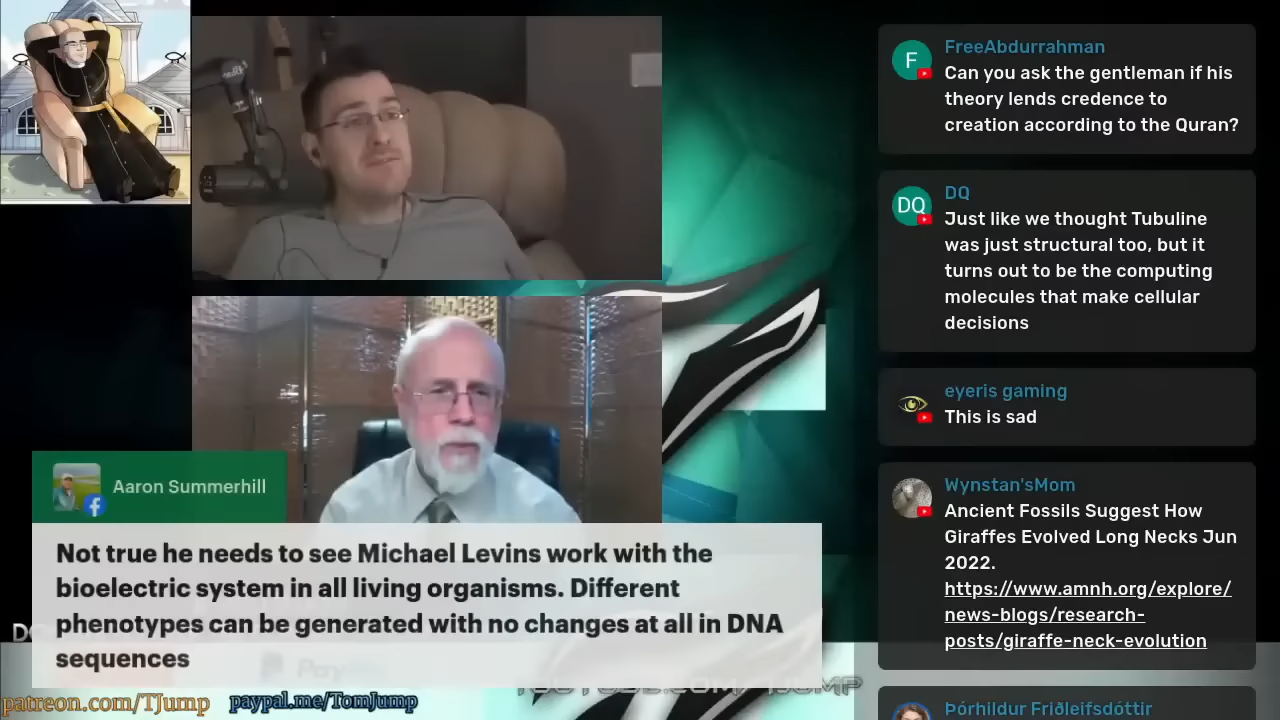 FreeAbdurrahman
Can you ask the gentleman if his
theory lends credence to
creation according to the Quran?
DQ
Just like we thought Tubuline
was just structural too, but it
turns out to be the computing
molecules that make cellular
decisions
eyeris gaming
This is sad
Wynstan'sMom
Ancient Fossils Suggest How
Giraffes Evolved Long Necks Jun
2022.
https://www.amnh.org/explore/
news-blogs/research-
posts/giraffe-neck-evolution
Þórhildur Friðleifsdóttir
F
DQ
Aaron Summerhill
Not true he needs to see Michael Levins work with the
bioelectric system in all living organisms. Different
phenotypes can be generated with no changes at all in DNA
sequences
patreon.com/TJump
paypal.me/TomJump
YOUTUBE.COM/TJUMP